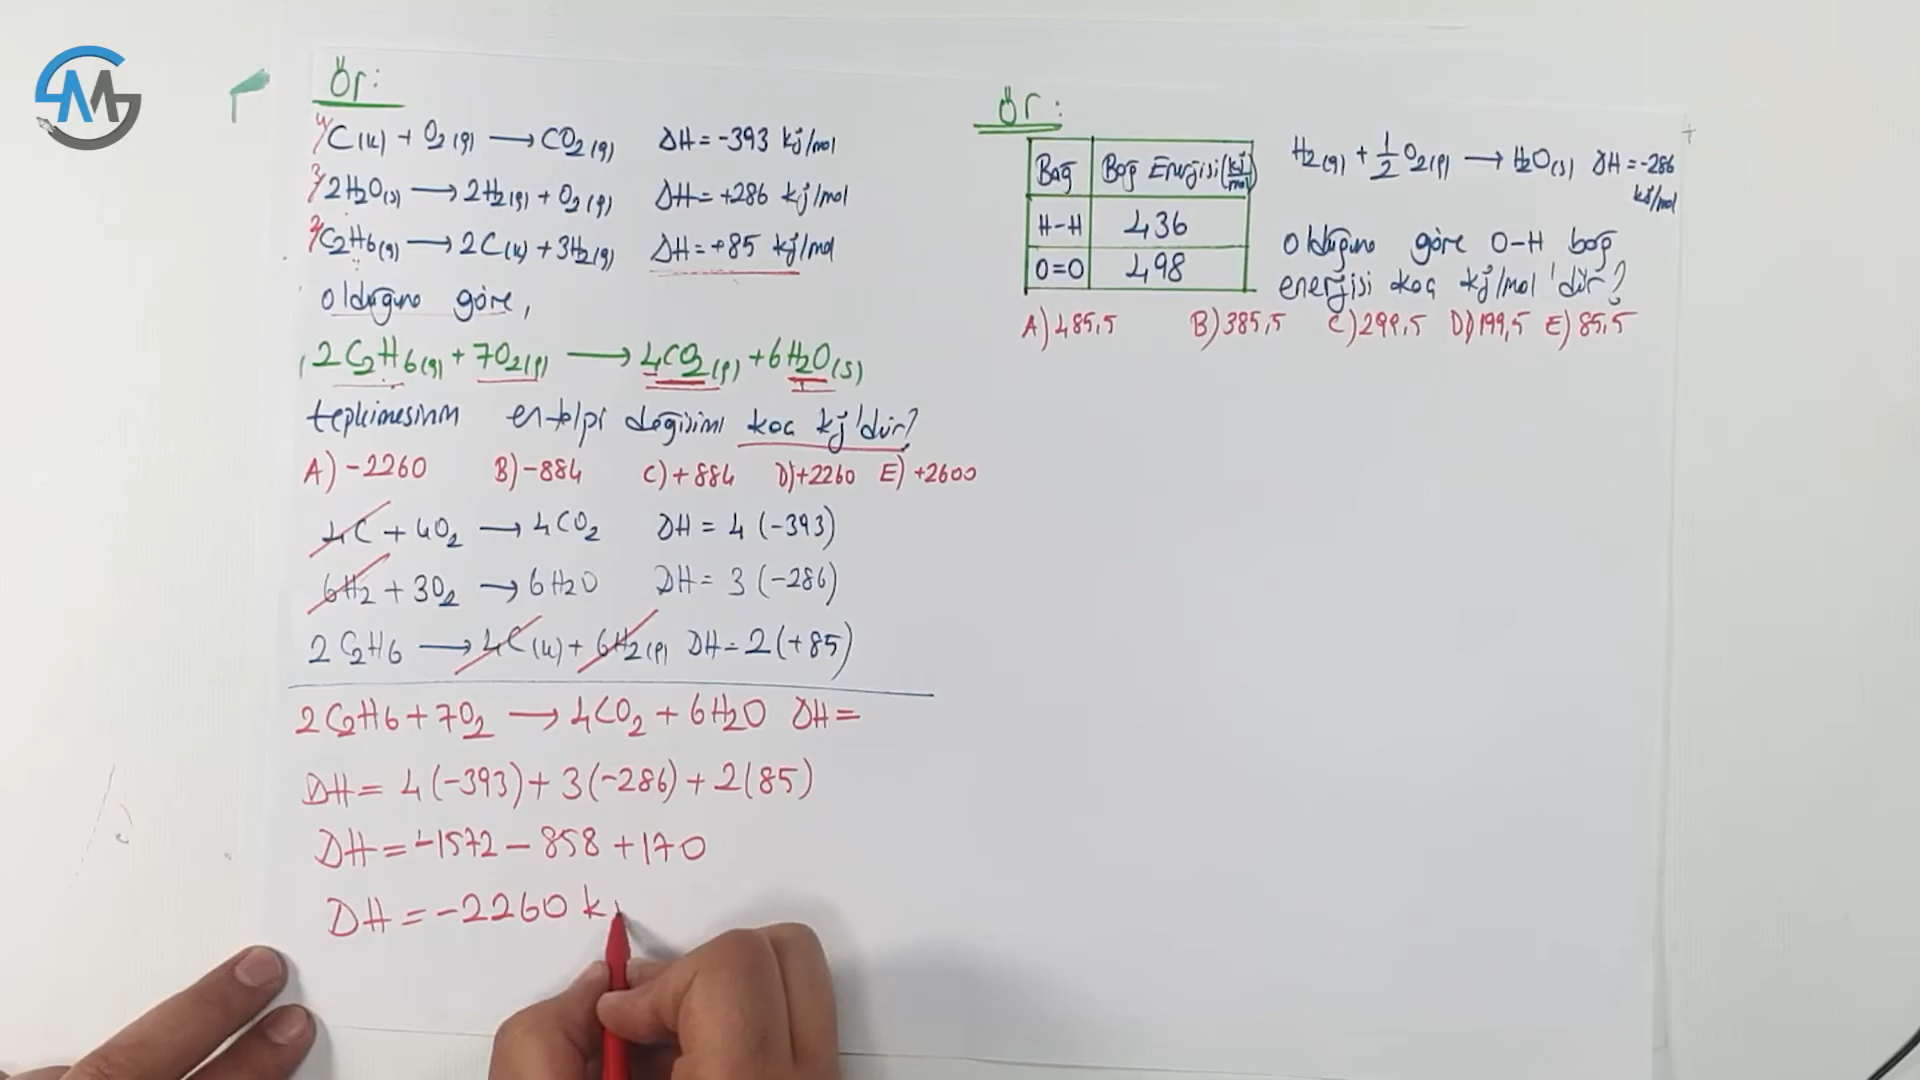 Ör:
4/ C(k) + O2(g) → CO2(g) ΔH = -393 kj/mol
3/ 2H2O(s) → 2H2(g) + O2(g) ΔH = +286 kj/mol
2/ C2H6(g) → 2C(k) + 3H2(g) ΔH = +85 kj/mol
olduğuna göre,
2C2H6(g) + 7O2(g) → 4CO2(g) + 6H2O(s)
tepkimesinin entalpi değişimi kaç kj'dür?
A) -2260 B) -884 C) +884 D) +2260 E) +2600
4C + 4O2 → 4CO2 ΔH = 4 (-393)
6H2 + 3O2 → 6H2O ΔH = 3 (-286)
2C2H6 → 4C(k) + 6H2(g) ΔH = 2 (+85)
2C2H6 + 7O2 → 4CO2 + 6H2O ΔH =
ΔH = 4(-393) + 3(-286) + 2(85)
ΔH = -1572 - 858 + 170
ΔH = -2260 k
Ör:
Bağ Bağ Enerjisi (kj/mol)
H-H 436
O=O 498
H2(g) + 1/2 O2(g) → H2O(s) ΔH = -286
kj/mol
olduğuna göre O-H bağ
enerjisi kaç kj/mol'dür?
A) 485,5 B) 385,5 C) 299,5 D) 199,5 E) 85,5